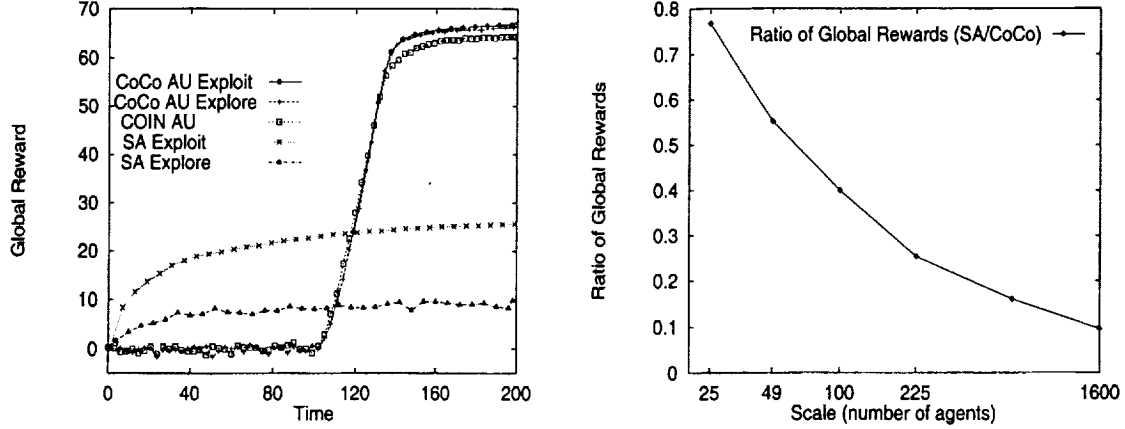 70
60
50
40
30
20
10
0
Global Reward
CoCo AU Exploit
CoCo AU Explore
COIN AU
SA Exploit
SA Explore
0 40 80 120 160 200
Time
0.8
0.7
0.6
0.5
0.4
0.3
0.2
0.1
0
Ratio of Global Rewards
Ratio of Global Rewards (SA/CoCo)
25 49 100 225 1600
Scale (number of agents)